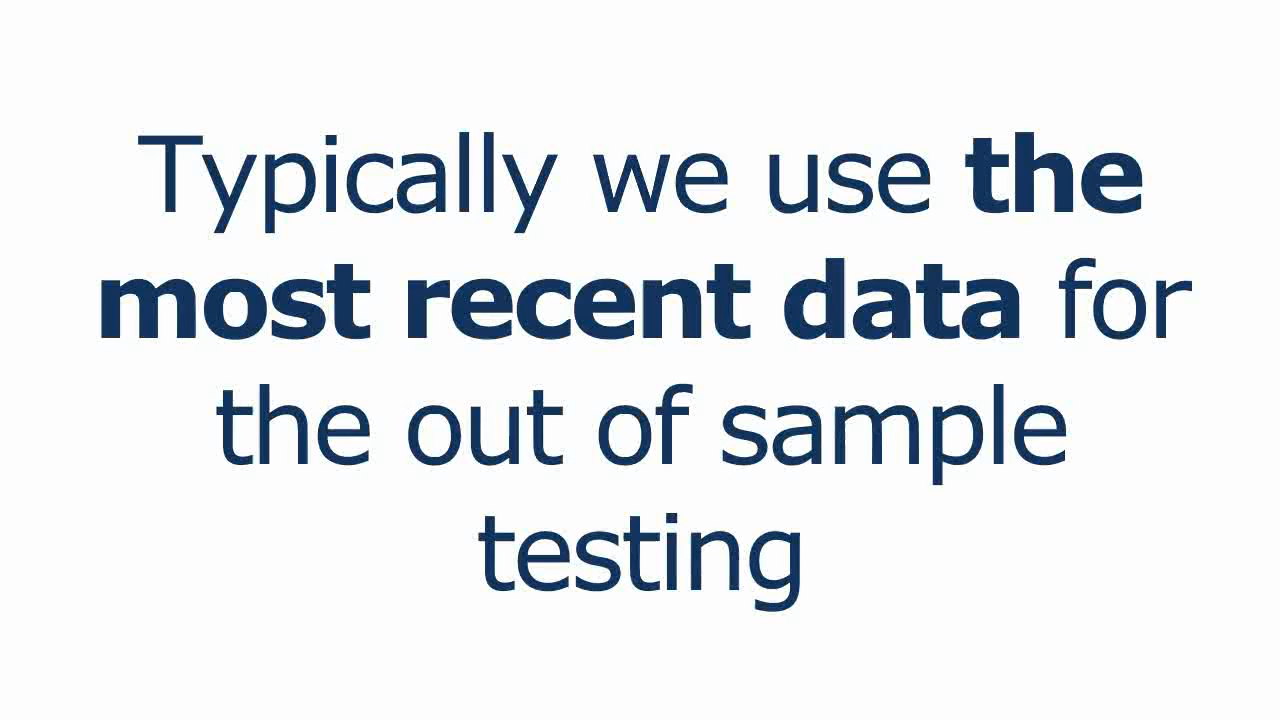 Typically we use the
most recent data for
the out of sample
testing